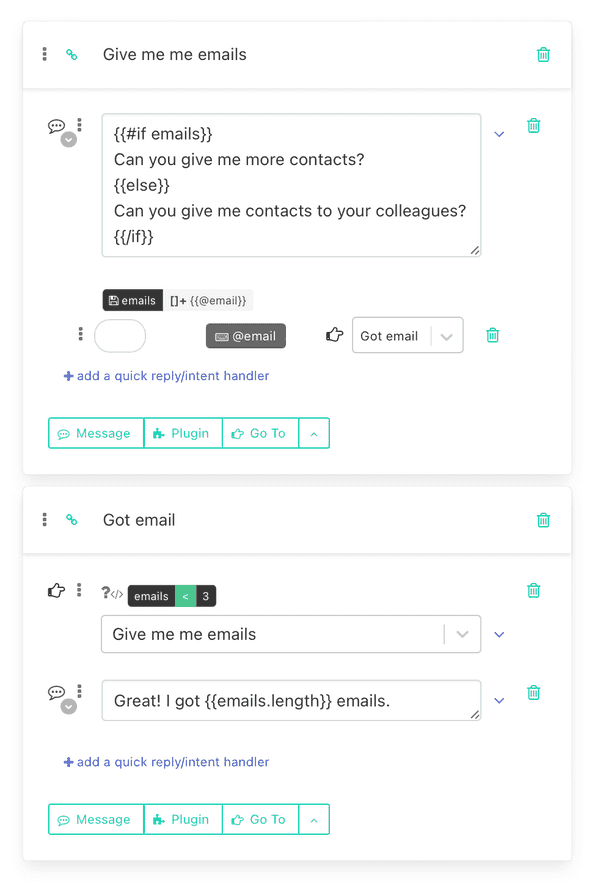 Give me me emails
{{#if emails}}
Can you give me more contacts?
{{else}}
Can you give me contacts to your colleagues?
{{/if}}
emails []+ {{@email}}
@email Got email
+ add a quick reply/intent handler
Message Plugin Go To
Got email
?</> emails < 3
Give me me emails
Great! I got {{emails.length}} emails.
+ add a quick reply/intent handler
Message Plugin Go To